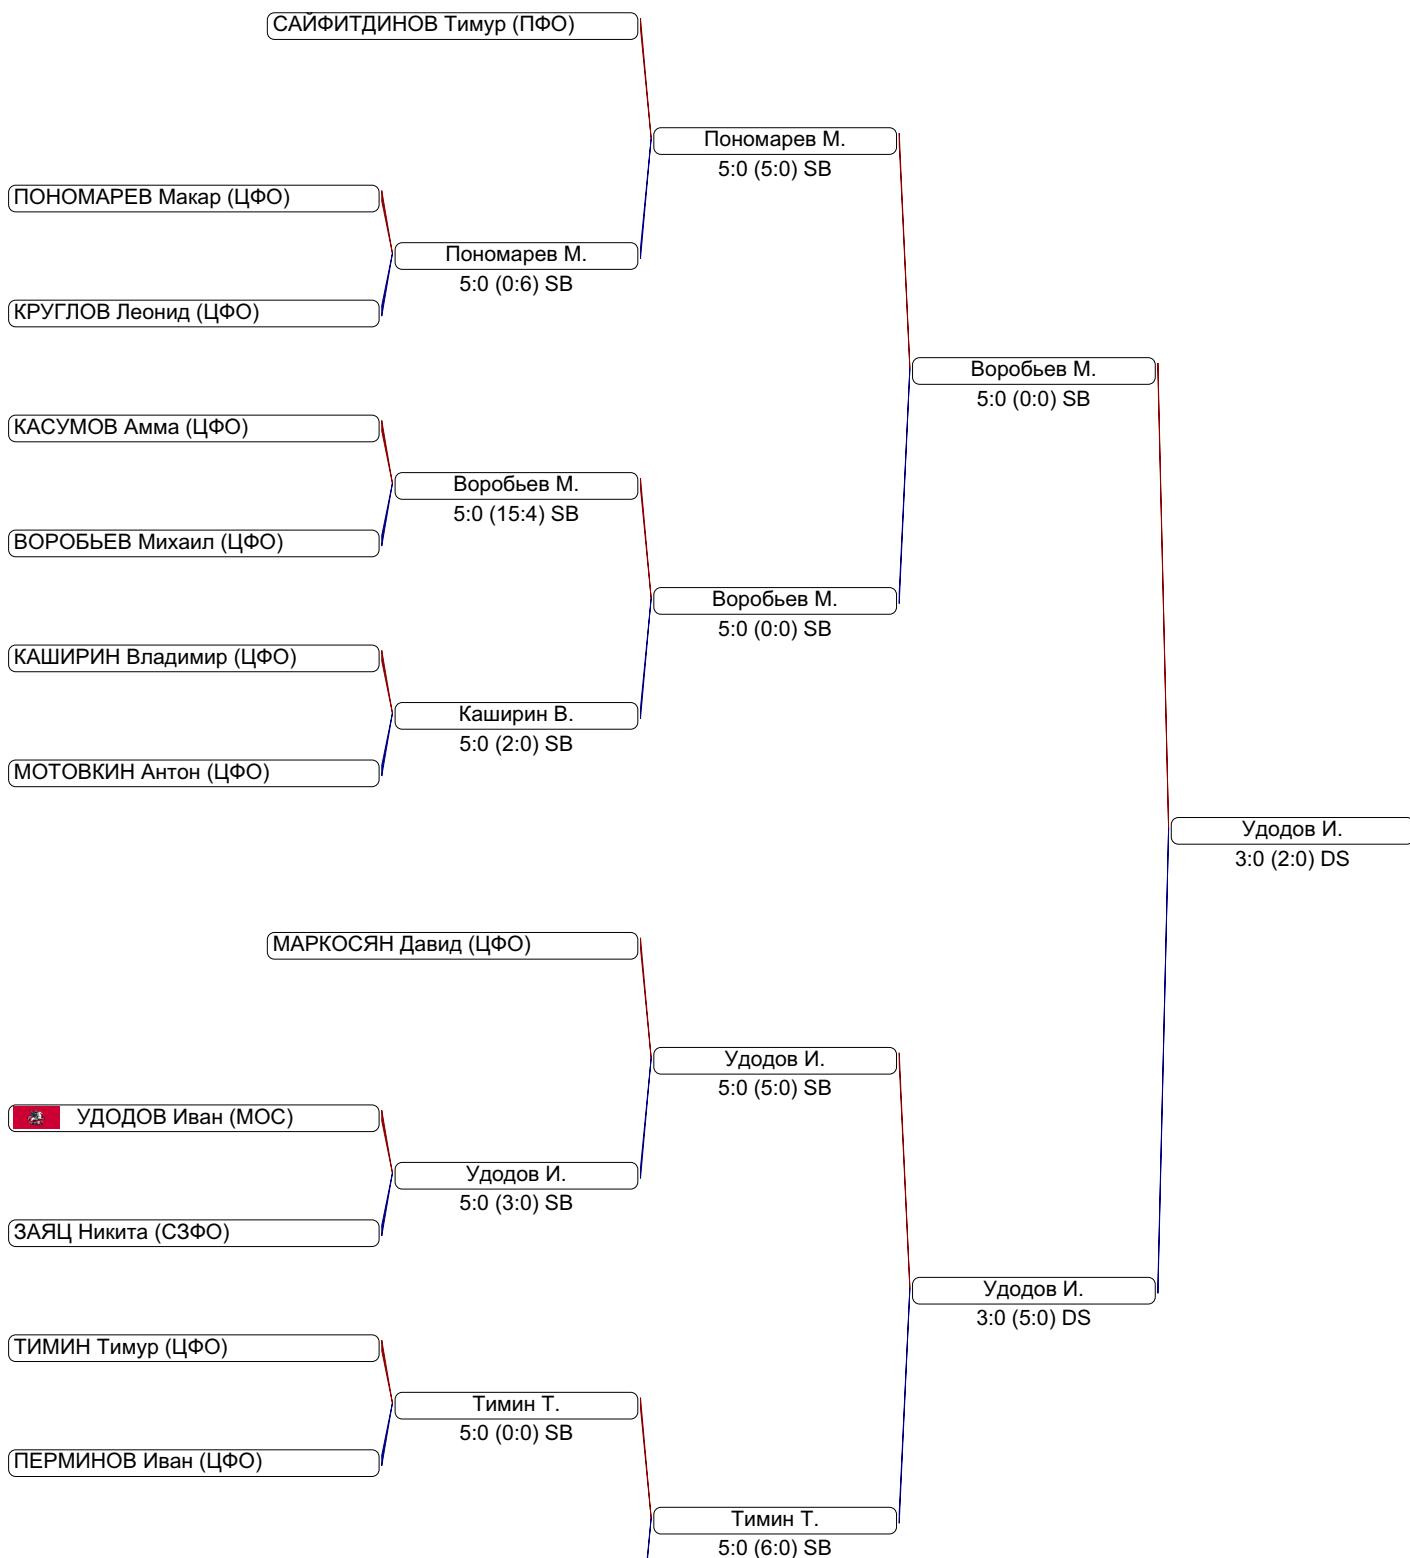 САЙФИТДИНОВ Тимур (ПФО)
Пономарев М.
5:0 (5:0) SB
ПОНОМАРЕВ Макар (ЦФО)
Пономарев М.
5:0 (0:6) SB
КРУГЛОВ Леонид (ЦФО)
Воробьев М.
5:0 (0:0) SB
КАСУМОВ Амма (ЦФО)
Воробьев М.
5:0 (15:4) SB
ВОРОБЬЕВ Михаил (ЦФО)
Воробьев М.
5:0 (0:0) SB
КАШИРИН Владимир (ЦФО)
Каширин В.
5:0 (2:0) SB
МОТОВКИН Антон (ЦФО)
Удодов И.
3:0 (2:0) DS
МАРКОСЯН Давид (ЦФО)
Удодов И.
5:0 (5:0) SB
УДОДОВ Иван (МОС)
Удодов И.
5:0 (3:0) SB
ЗАЯЦ Никита (СЗФО)
Удодов И.
3:0 (5:0) DS
ТИМИН Тимур (ЦФО)
Тимин Т.
5:0 (0:0) SB
ПЕРМИНОВ Иван (ЦФО)
Тимин Т.
5:0 (6:0) SB